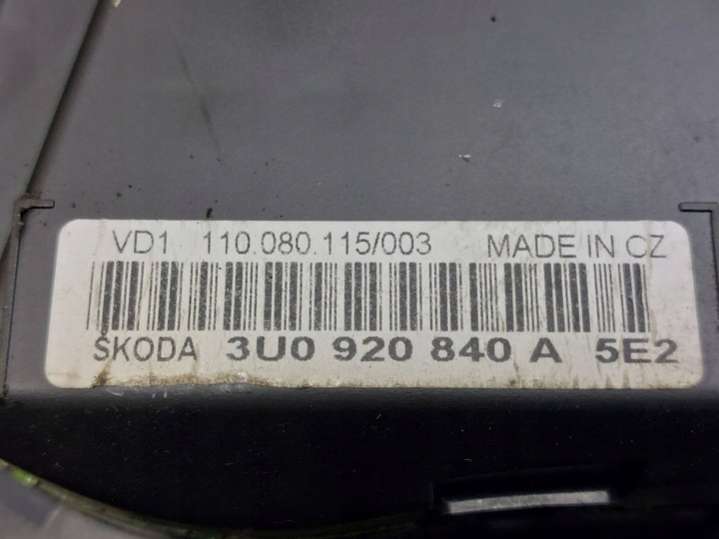 VD1 110.080.115/003 MADE IN CZ
ŠKODA 3U0 920 840 A 5E2